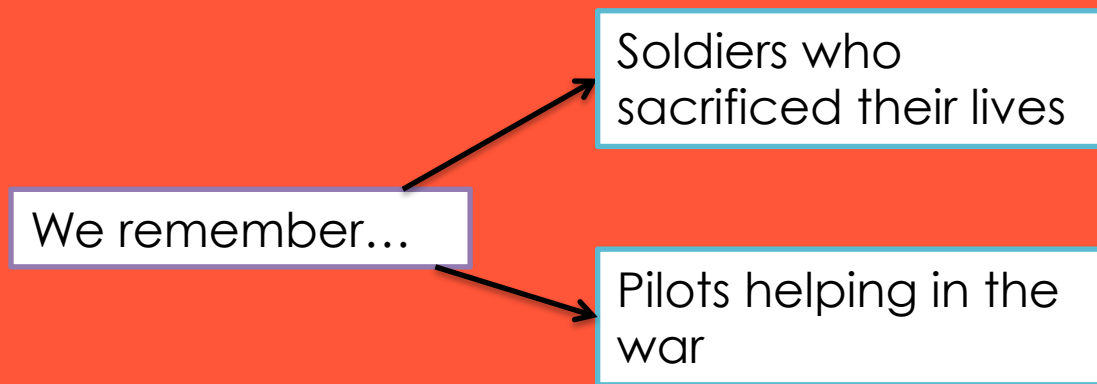 We remember…
Soldiers who
sacrificed their lives
Pilots helping in the
war